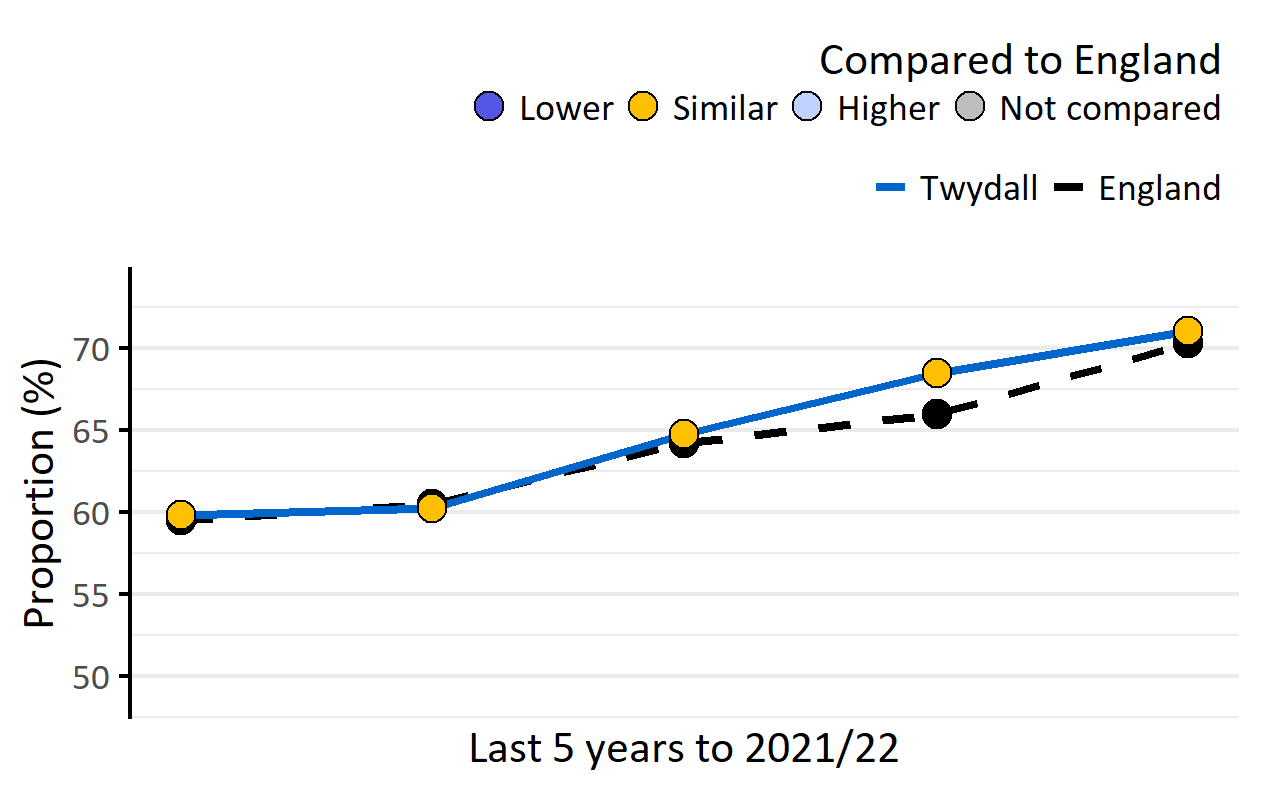 Compared to England
Lower Similar Higher Not compared
Twydall England
Proportion (%)
70
65
60
55
50
Last 5 years to 2021/22